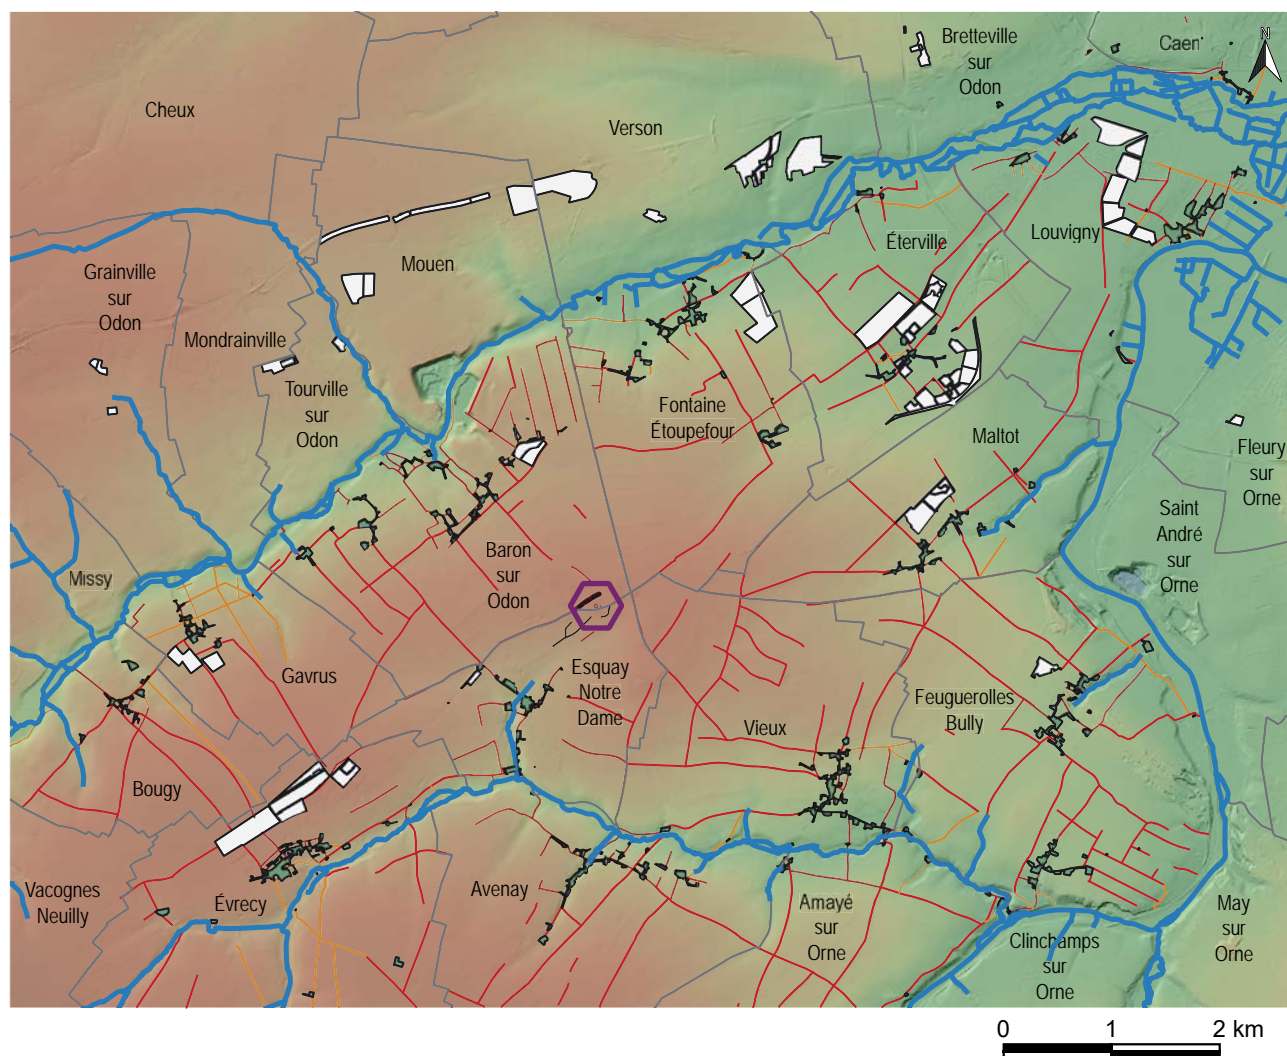 Bretteville
sur
Odon
Caen
N
Cheux
Verson
Louvigny
Éterville
Mouen
Grainville
sur
Odon
Mondrainville
Tourville
sur
Odon
Fontaine
Étoupefour
Maltot
Fleury
sur
Orne
Saint
André
sur
Orne
Baron
sur
Odon
Missy
Esquay
Notre
Dame
Gavrus
Feuguerolles
Bully
Vieux
Bougy
Vacognes
Neuilly
Évrecy
Avenay
Amayé
sur
Orne
May
sur
Orne
Clinchamps
sur
Orne
0 1 2 km